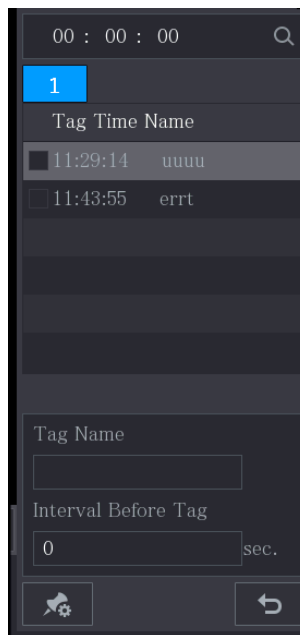 00 : 00 : 00
1
Tag Time Name
11:29:14 uuuu
11:43:55 errt
Tag Name
Interval Before Tag
0 sec.